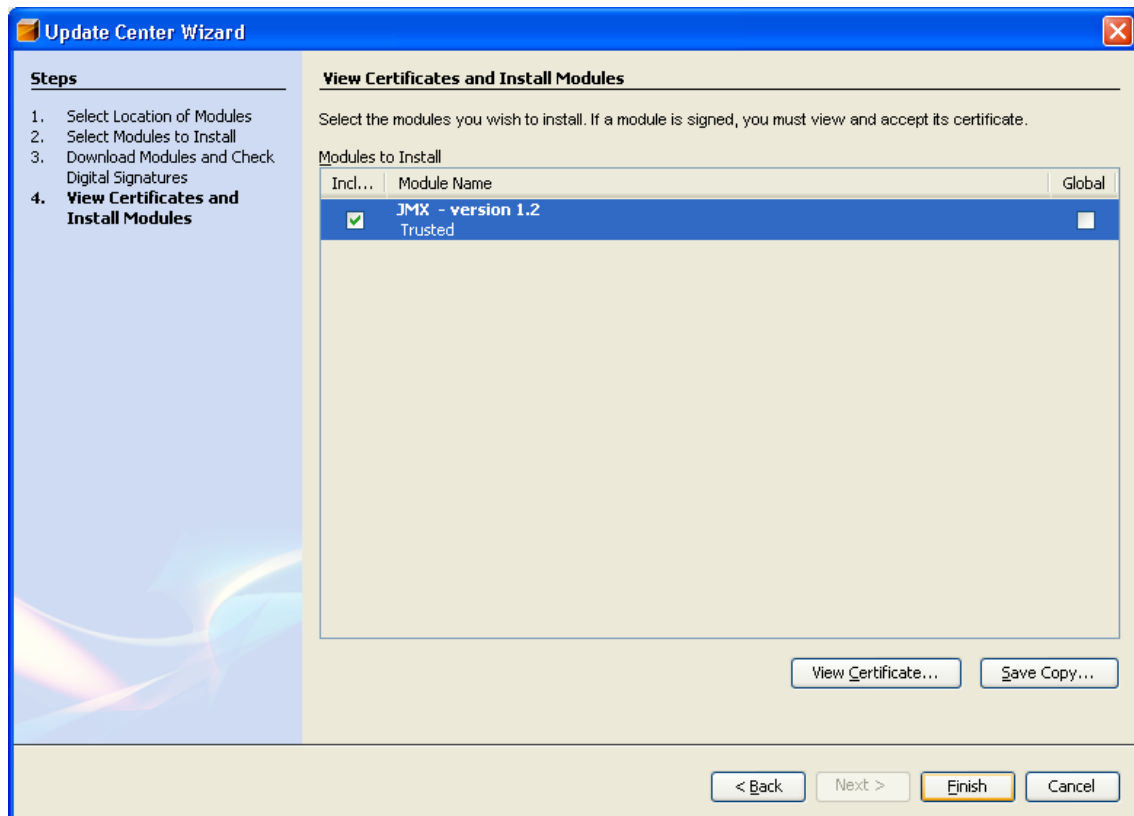 Update Center Wizard
Steps
1. Select Location of Modules
2. Select Modules to Install
3. Download Modules and Check
Digital Signatures
4. View Certificates and
Install Modules
View Certificates and Install Modules
Select the modules you wish to install. If a module is signed, you must view and accept its certificate.
Modules to Install
Incl... Module Name Global
JMX - version 1.2
Trusted
View Certificate... Save Copy...
< Back Next > Finish Cancel